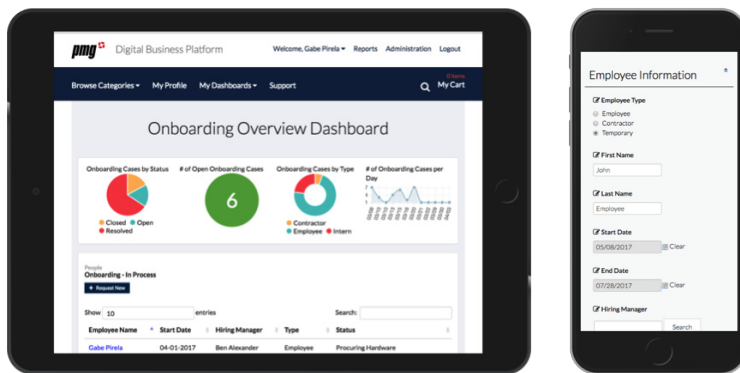 pmg Digital Business Platform
Welcome, Gabe Pirela Reports Administration Logout
0 items
Browse Categories My Profile My Dashboards Support My Cart
Onboarding Overview Dashboard
Onboarding Cases by Status # of Open Onboarding Cases Onboarding Cases by Type # of Onboarding Cases per
Day
6
Closed Open
Resolved
Contractor
Employee Intern
People
Onboarding - In Process
+ Request New
Show 10 entries Search:
Employee Name Start Date Hiring Manager Type Status
Gabe Pirela 04-01-2017 Ben Alexander Employee Procuring Hardware
Employee Information
Employee Type
Employee
Contractor
Temporary
First Name
John
Last Name
Employee
Start Date
05/08/2017 Clear
End Date
07/28/2017 Clear
Hiring Manager
Search